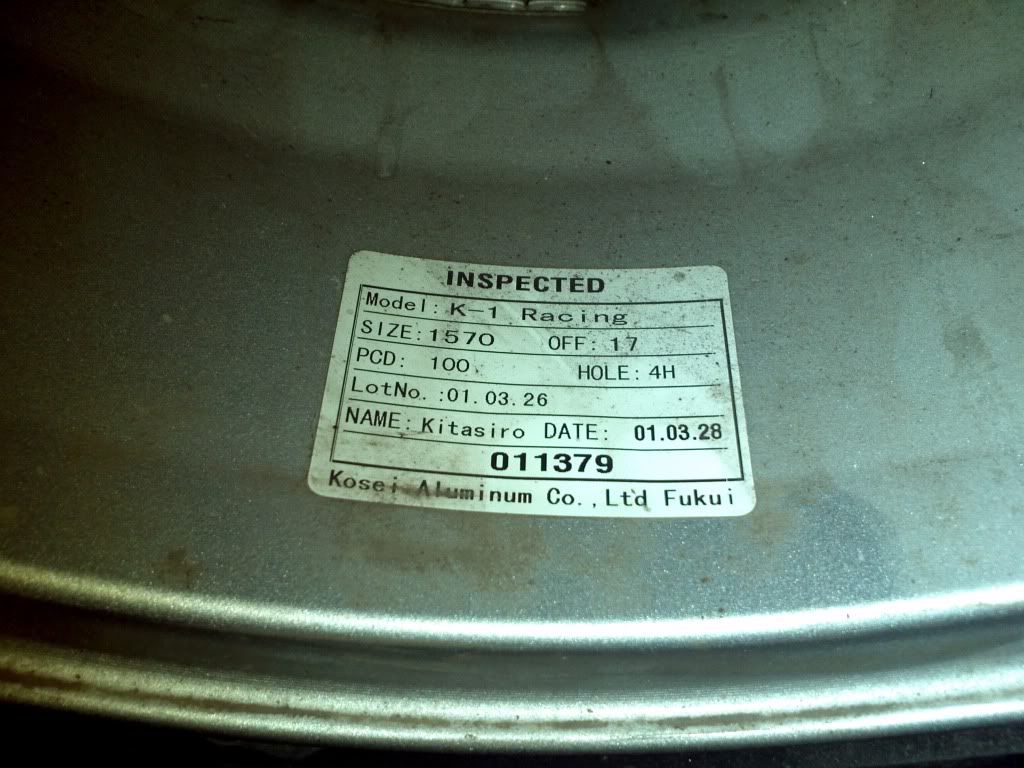 INSPECTED
Model: K-1 Racing
SIZE: 1570 OFF: 17
PCD: 100 HOLE: 4H
LotNo. :01.03.26
NAME: Kitasiro DATE: 01.03.28
011379
Kosei Aluminum Co.,Ltd Fukui